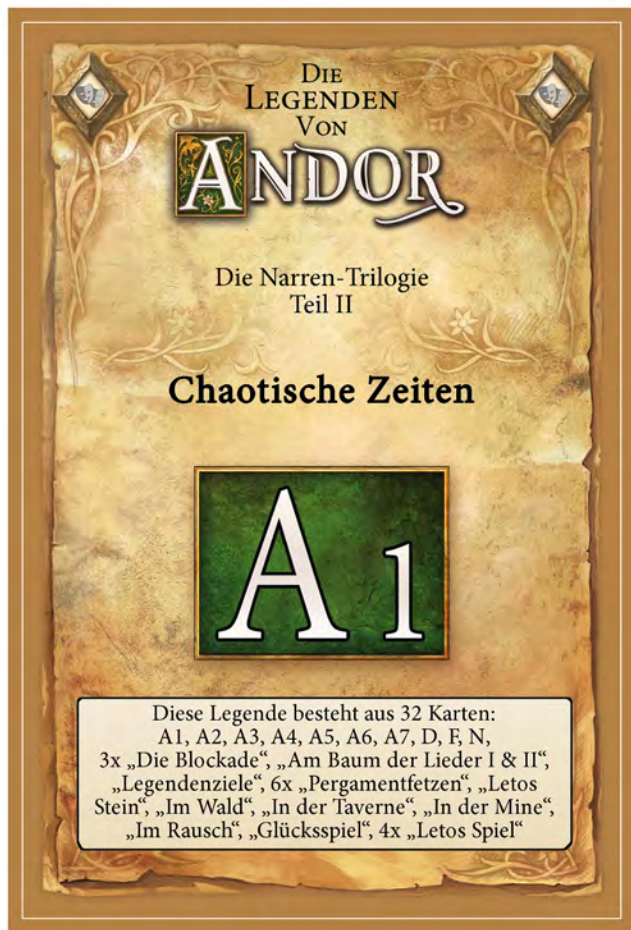 Die
Legenden
Von
Andor
Die Narren-Trilogie
Teil II
Chaotische Zeiten
A 1
Diese Legende besteht aus 32 Karten:
A1, A2, A3, A4, A5, A6, A7, D, F, N,
3x „Die Blockade“, „Am Baum der Lieder I & II“,
„Legendenziele“, 6x „Pergamentfetzen“, „Letos
Stein“, „Im Wald“, „In der Taverne“, „In der Mine“,
„Im Rausch“, „Glücksspiel“, 4x „Letos Spiel“